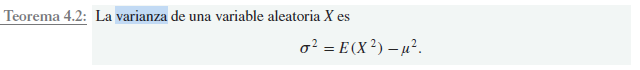 Teorema 4.2: La varianza de una variable aleatoria X es
σ² = E(X²) – μ².